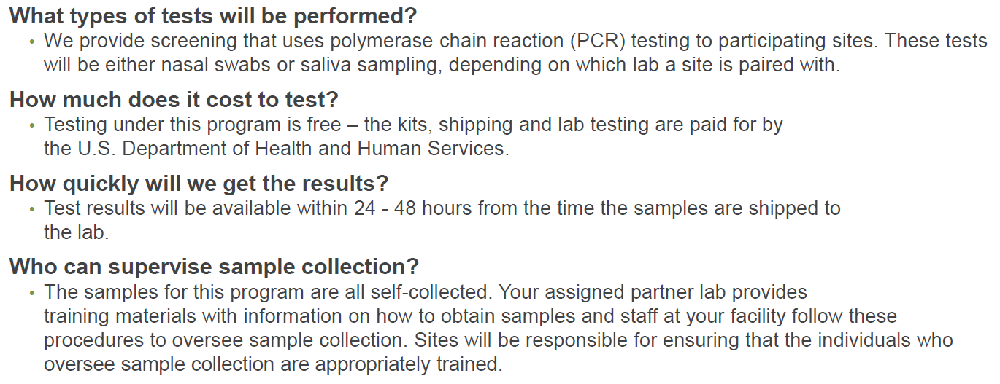 What types of tests will be performed?
• We provide screening that uses polymerase chain reaction (PCR) testing to participating sites. These tests
will be either nasal swabs or saliva sampling, depending on which lab a site is paired with.
How much does it cost to test?
• Testing under this program is free – the kits, shipping and lab testing are paid for by
the U.S. Department of Health and Human Services.
How quickly will we get the results?
• Test results will be available within 24 - 48 hours from the time the samples are shipped to
the lab.
Who can supervise sample collection?
• The samples for this program are all self-collected. Your assigned partner lab provides
training materials with information on how to obtain samples and staff at your facility follow these
procedures to oversee sample collection. Sites will be responsible for ensuring that the individuals who
oversee sample collection are appropriately trained.